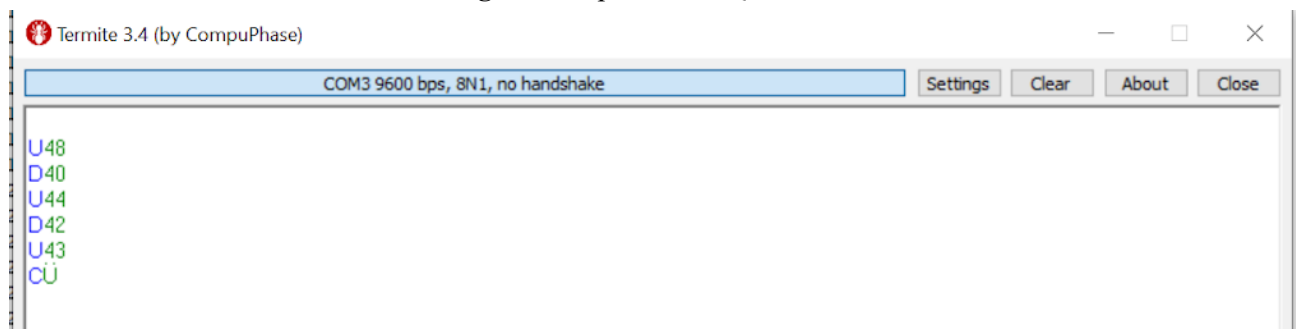 Termite 3.4 (by CompuPhase)
COM3 9600 bps, 8N1, no handshake
Settings
Clear
About
Close
U48
D40
U44
D42
U43
CÜ